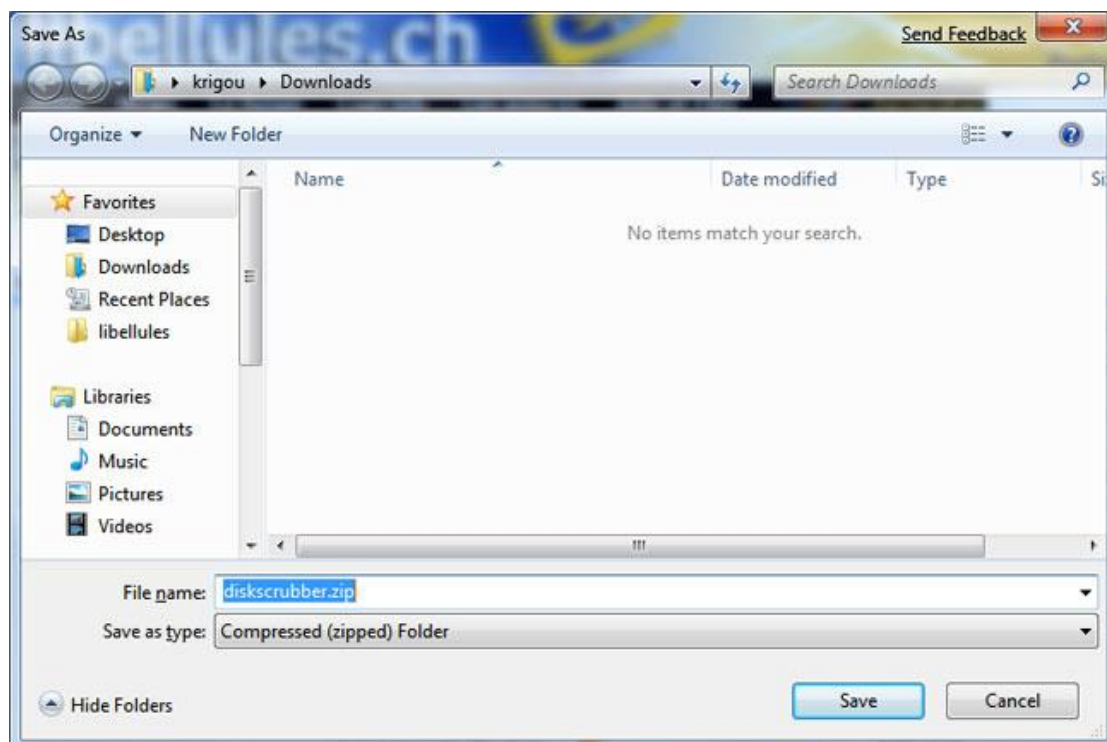 Save As
Send Feedback
libellules.ch
krigou
Downloads
Search Downloads
Organize
New Folder
Name
Date modified
Type
Favorites
Desktop
Downloads
Recent Places
libellules
No items match your search.
Libraries
Documents
Music
Pictures
Videos
File name:
diskscrubber.zip
Save as type:
Compressed (zipped) Folder
Hide Folders
Save
Cancel